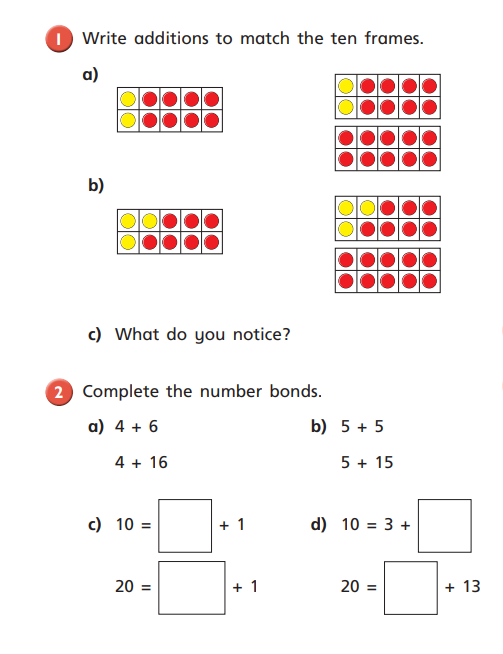 1 Write additions to match the ten frames.
a)
b)
c) What do you notice?
2 Complete the number bonds.
a) 4 + 6 b) 5 + 5
4 + 16 5 + 15
c) 10 = + 1 d) 10 = 3 +
20 = + 1 20 = + 13